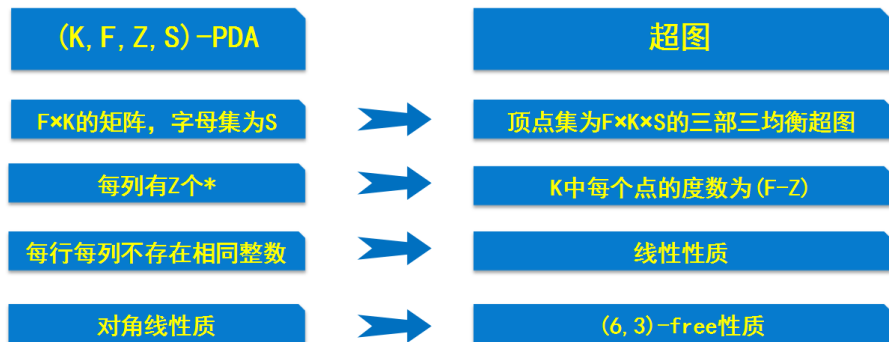 (K,F,Z,S)-PDA
超图
F×K的矩阵，字母集为S
顶点集为F×K×S的三部三均衡超图
每列有Z个*
K中每个点的度数为(F-Z)
每行每列不存在相同整数
线性性质
对角线性质
(6,3)-free性质